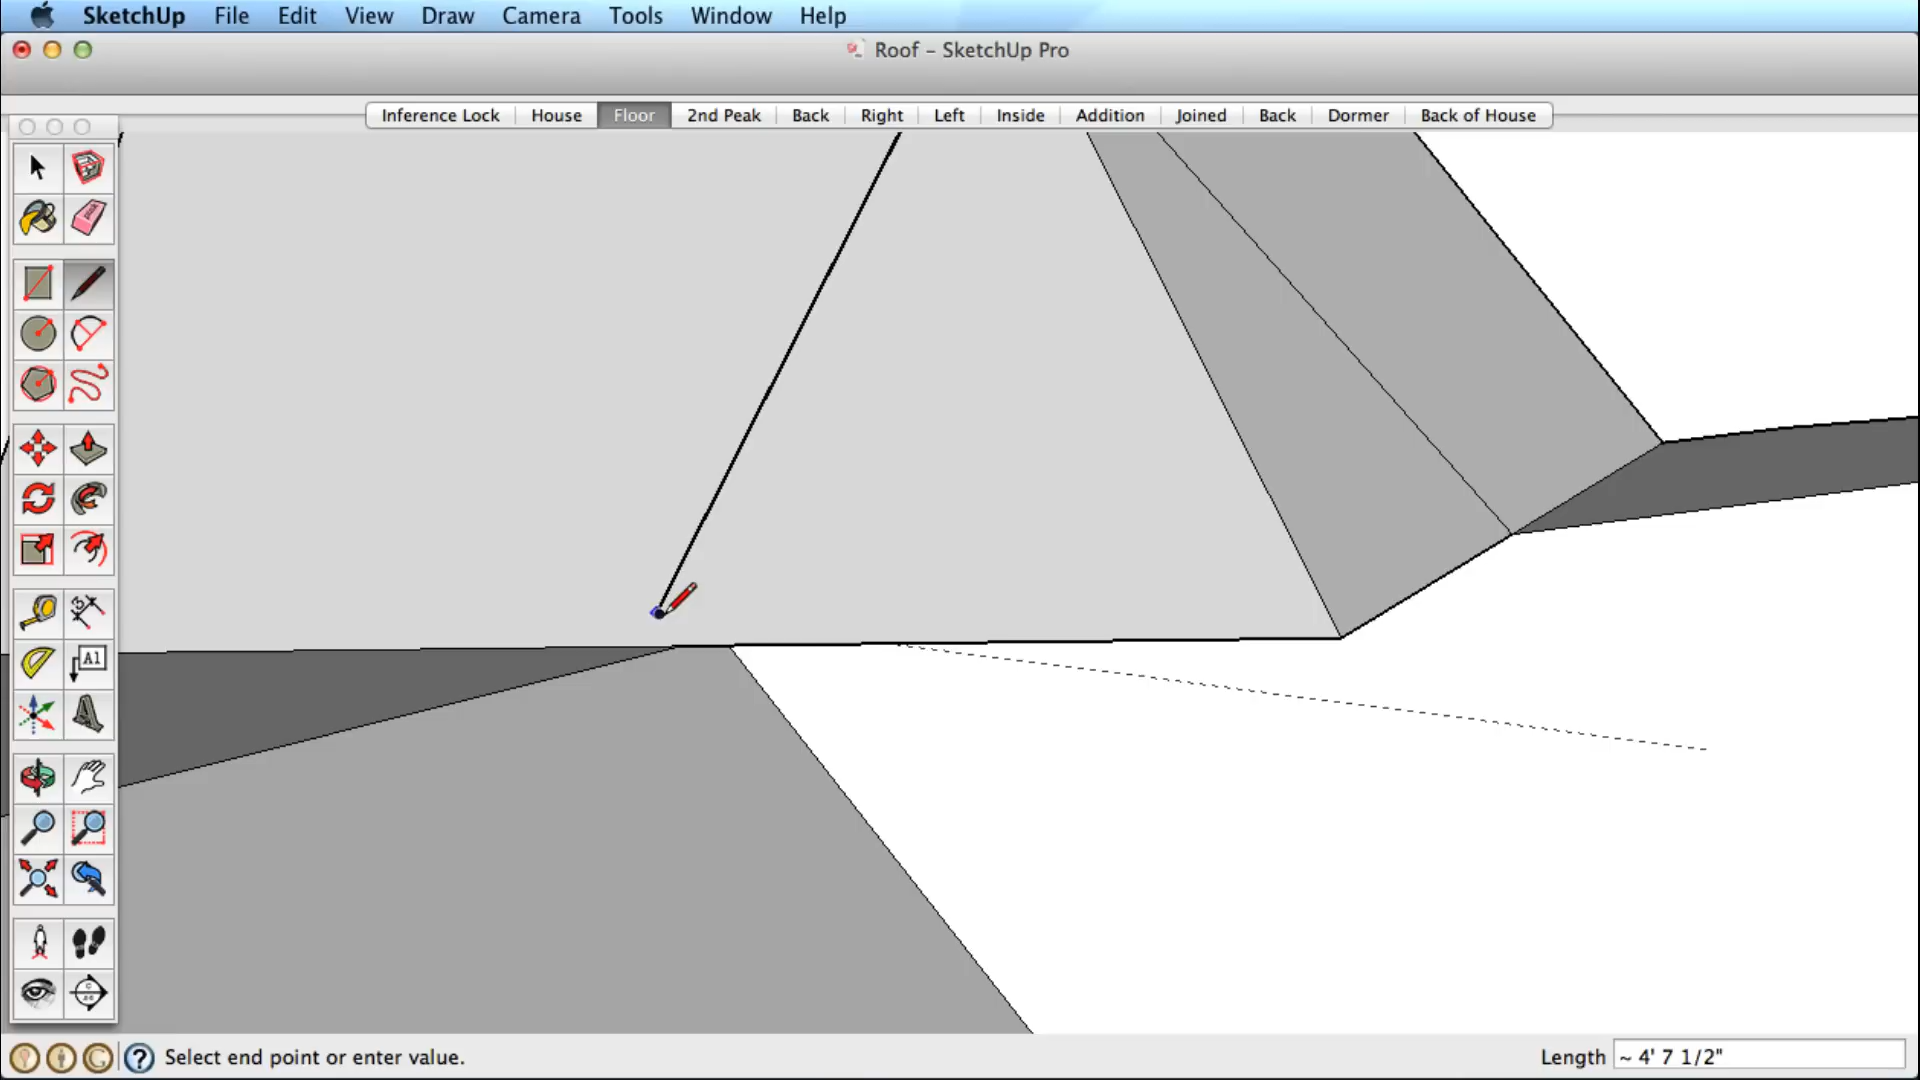 SketchUp File Edit View Draw Camera Tools Window Help
Roof - SketchUp Pro
Inference Lock House Floor 2nd Peak Back Right Left Inside Addition Joined Back Dormer Back of House
A1
Select end point or enter value.
Length ~ 4' 7 1/2"